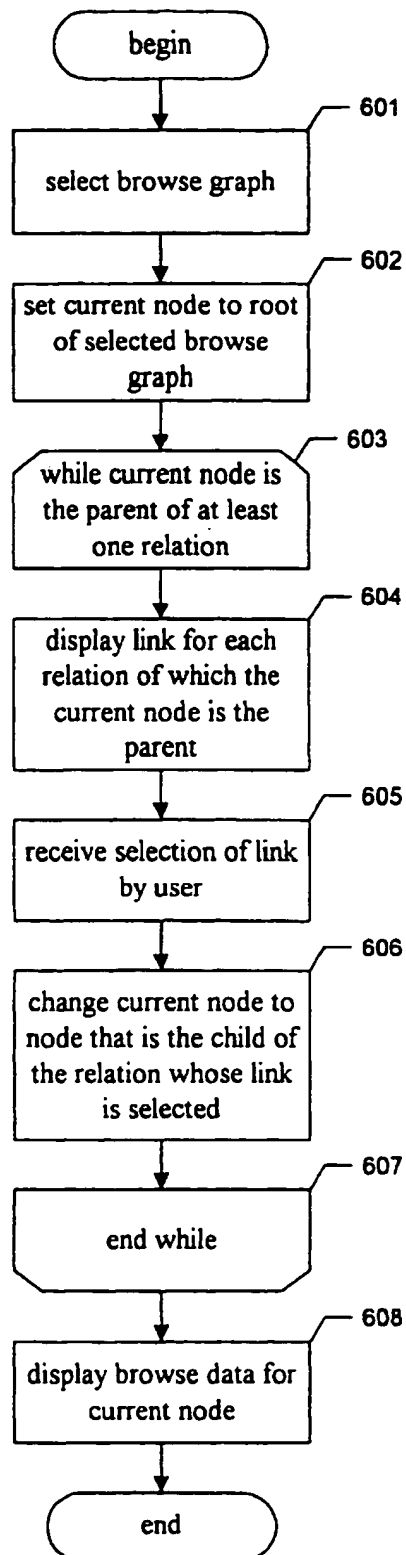 begin
601
select browse graph
602
set current node to root
of selected browse
graph
603
while current node is
the parent of at least
one relation
604
display link for each
relation of which the
current node is the
parent
605
receive selection of link
by user
606
change current node to
node that is the child of
the relation whose link
is selected
607
end while
608
display browse data for
current node
end